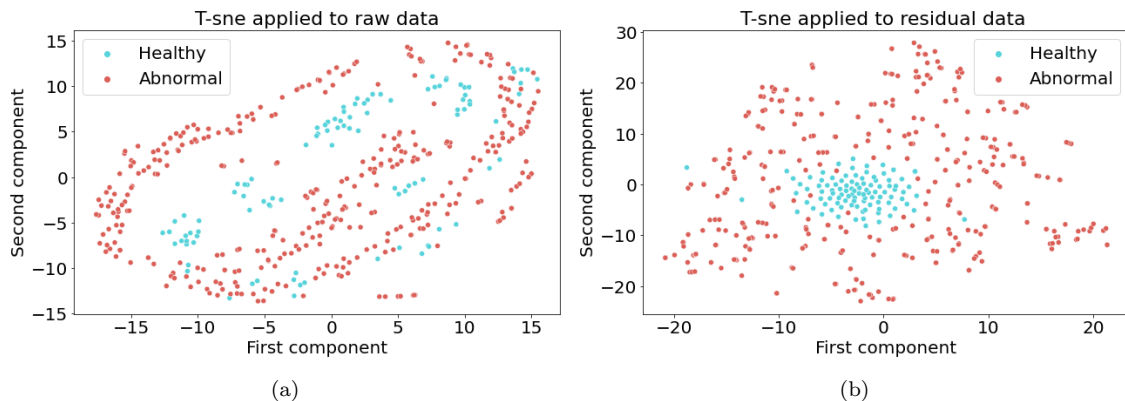 T-sne applied to raw data
15
10
5
0
−5
−10
−15
Second component
Healthy
Abnormal
−15 −10 −5 0 5 10 15
First component
(a)
T-sne applied to residual data
30
20
10
0
−10
−20
Second component
Healthy
Abnormal
−20 −10 0 10 20
First component
(b)